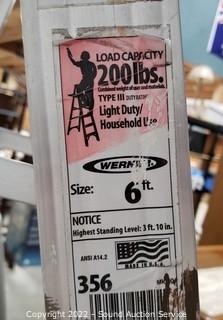 LOAD CAPACITY
200 lbs.
Combined weight of user and materials.
TYPE III DUTY RATING
Light Duty/
Household Use
WERNER
Size: 6 ft.
NOTICE
Highest Standing Level: 3 ft. 10 in.
ANSI A14.2
MADE IN U.S.A.
356
Copyright - 2022 - Sound Auction Service